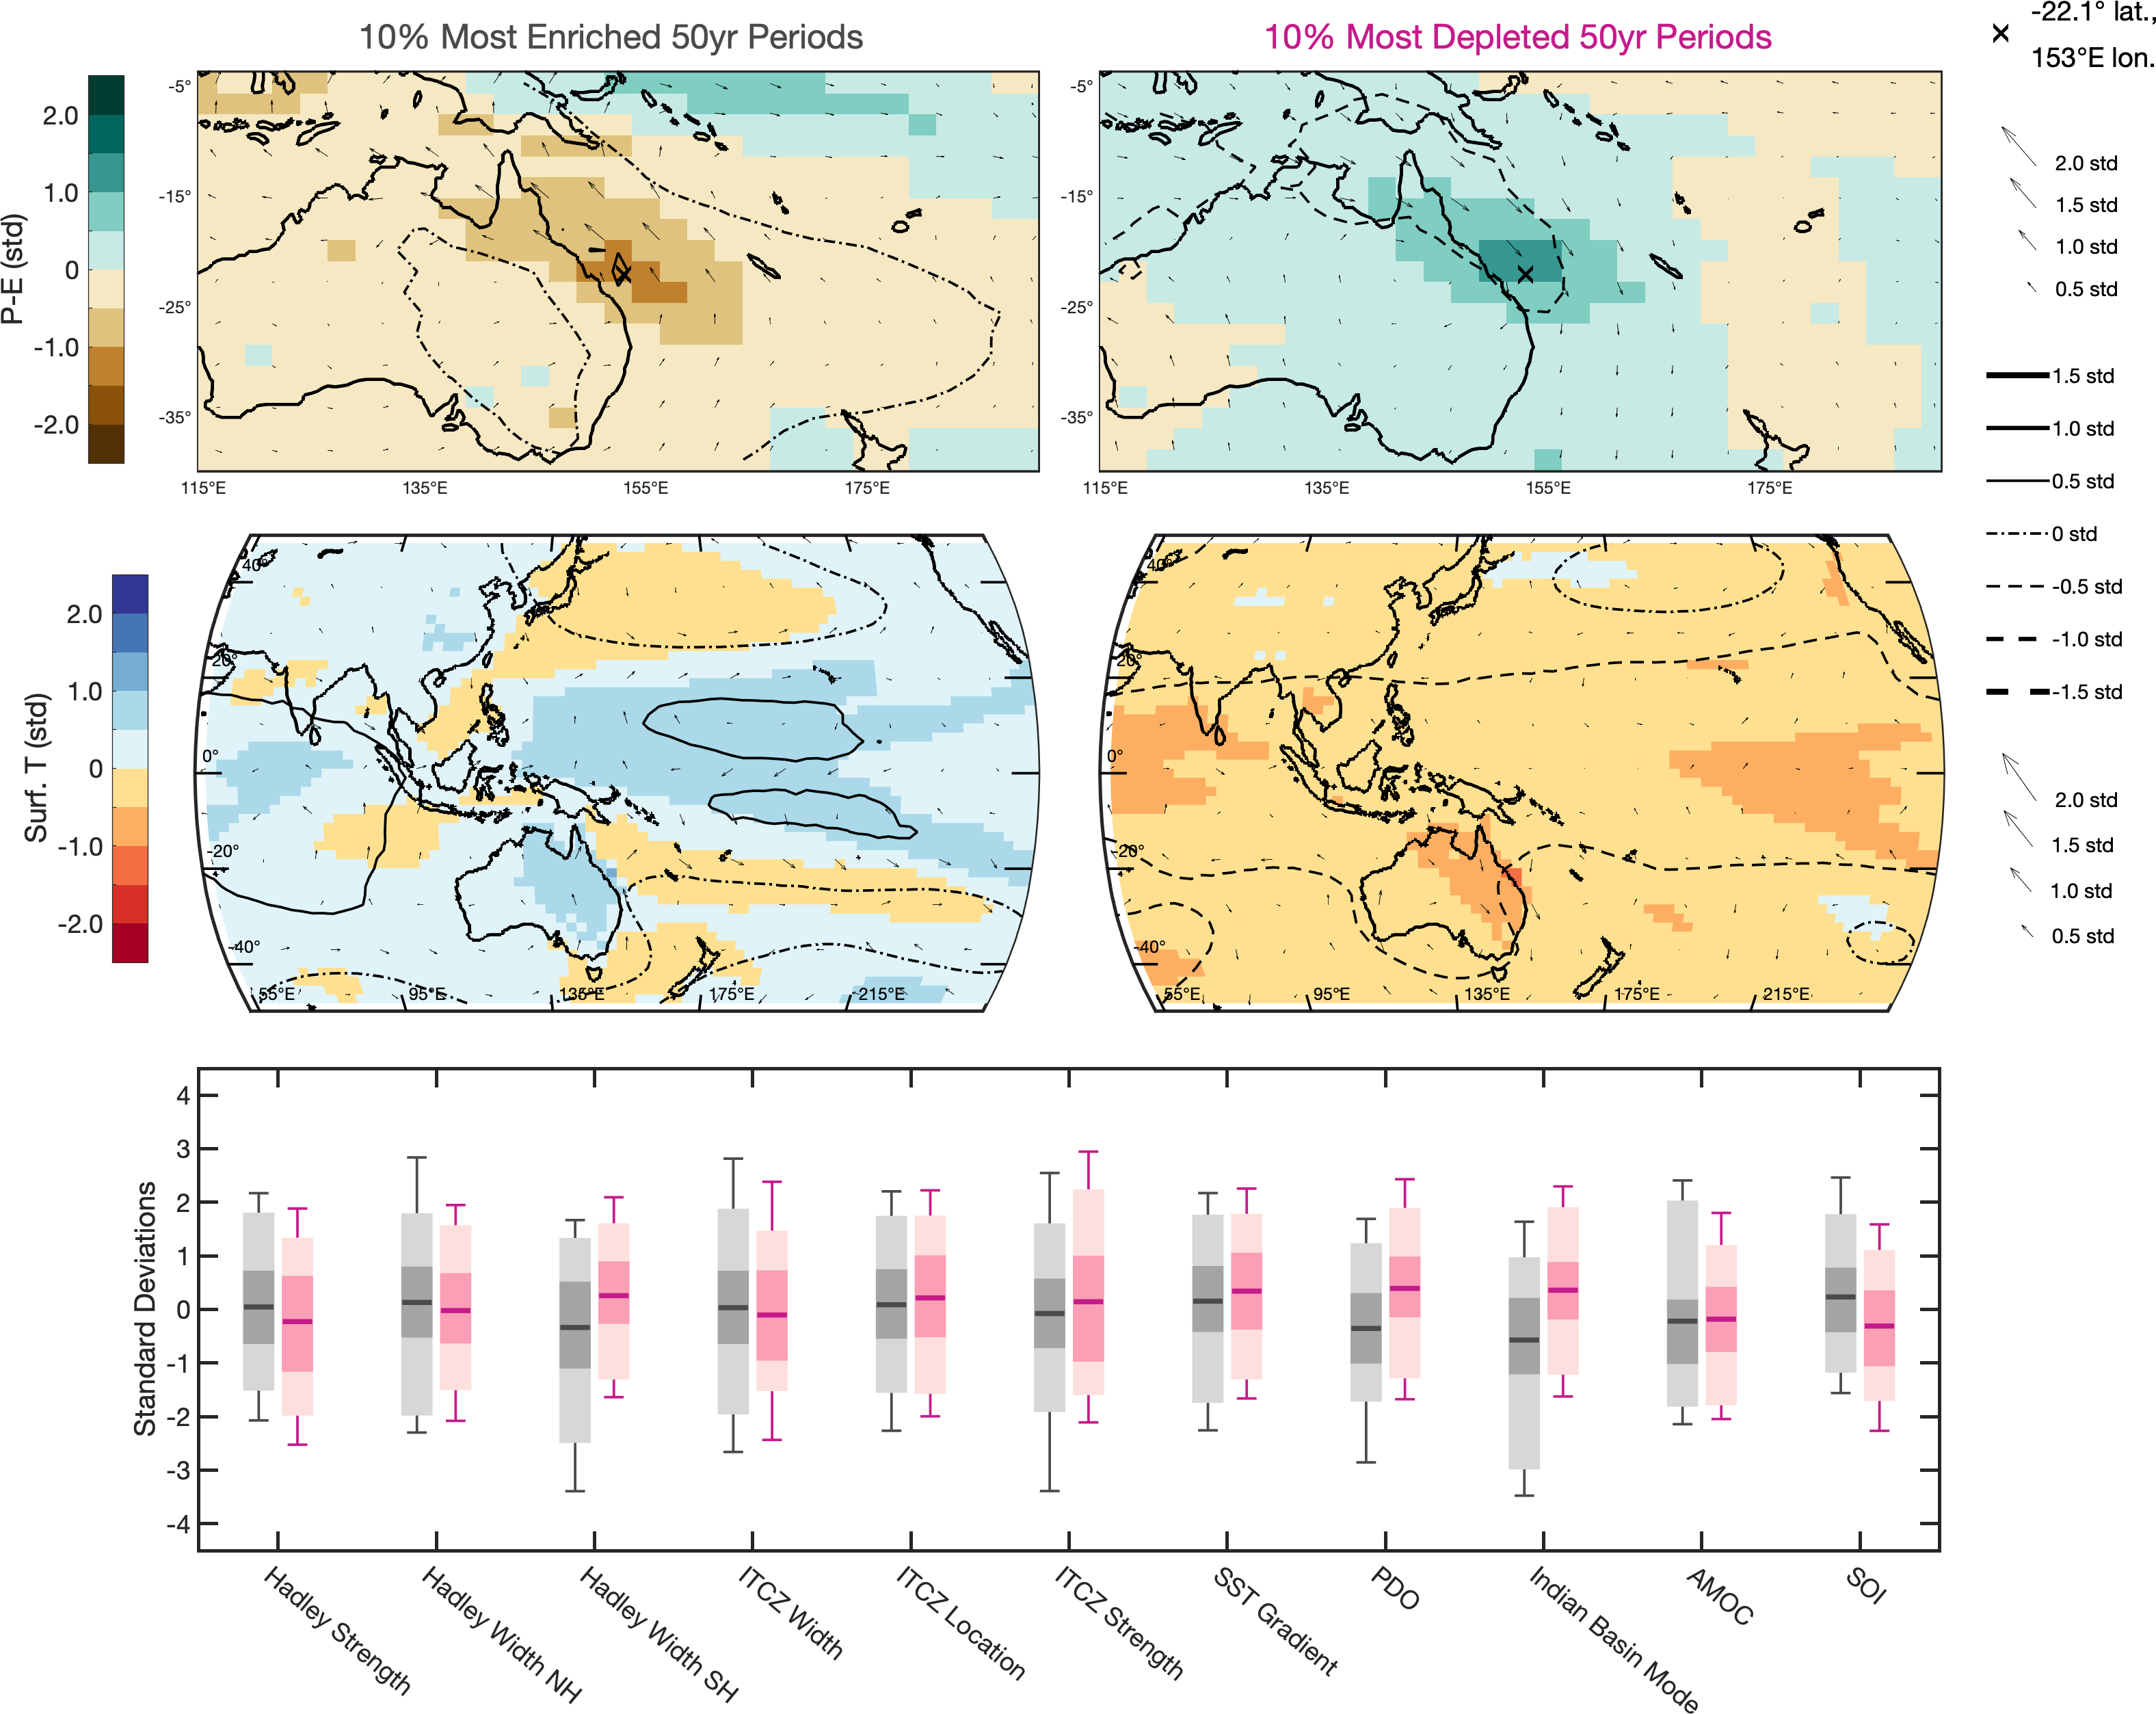 10% Most Enriched 50yr Periods
10% Most Depleted 50yr Periods
-22.1° lat.,
153°E lon.
P-E (std)
2.0
1.0
0
-1.0
-2.0
-5°
-15°
-25°
-35°
115°E
135°E
155°E
175°E
-5°
-15°
-25°
-35°
115°E
135°E
155°E
175°E
2.0 std
1.5 std
1.0 std
0.5 std
1.5 std
1.0 std
0.5 std
0 std
-0.5 std
-1.0 std
-1.5 std
Surf. T (std)
2.0
1.0
0
-1.0
-2.0
40°
20°
0°
-20°
-40°
55°E
95°E
135°E
175°E
215°E
40°
20°
0°
-20°
-40°
55°E
95°E
135°E
175°E
215°E
2.0 std
1.5 std
1.0 std
0.5 std
Standard Deviations
4
3
2
1
0
-1
-2
-3
-4
Hadley Strength
Hadley Width NH
Hadley Width SH
ITCZ Width
ITCZ Location
ITCZ Strength
SST Gradient
PDO
Indian Basin Mode
AMOC
SOI